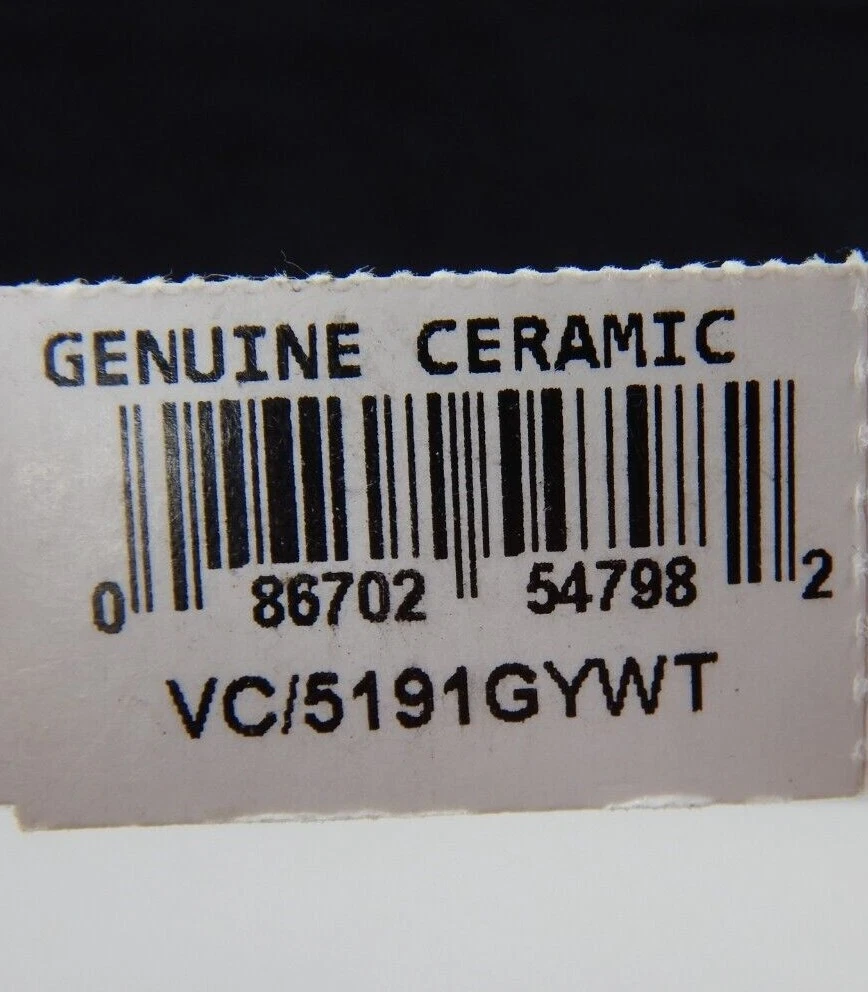 GENUINE CERAMIC
0 86702 54798 2
VC/5191GYWT